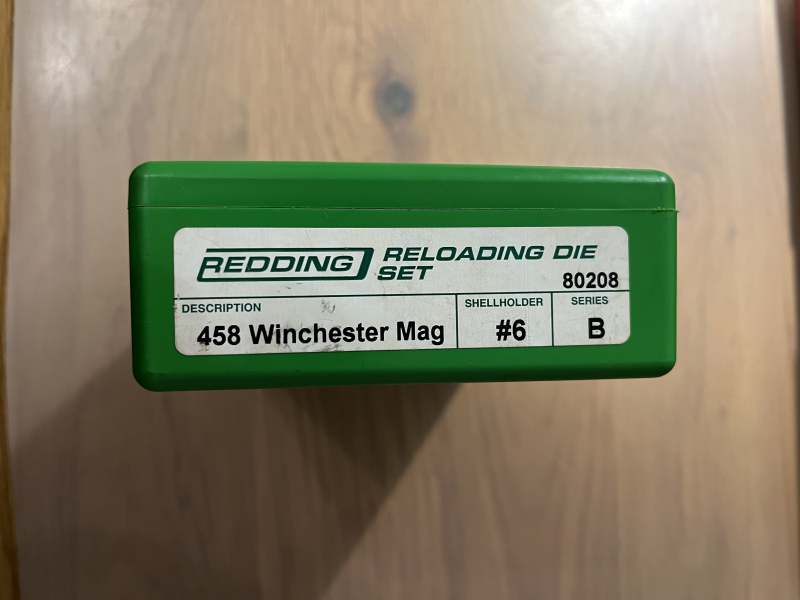 REDDING RELOADING DIE
SET
80208
DESCRIPTION SHELLHOLDER SERIES
458 Winchester Mag #6 B